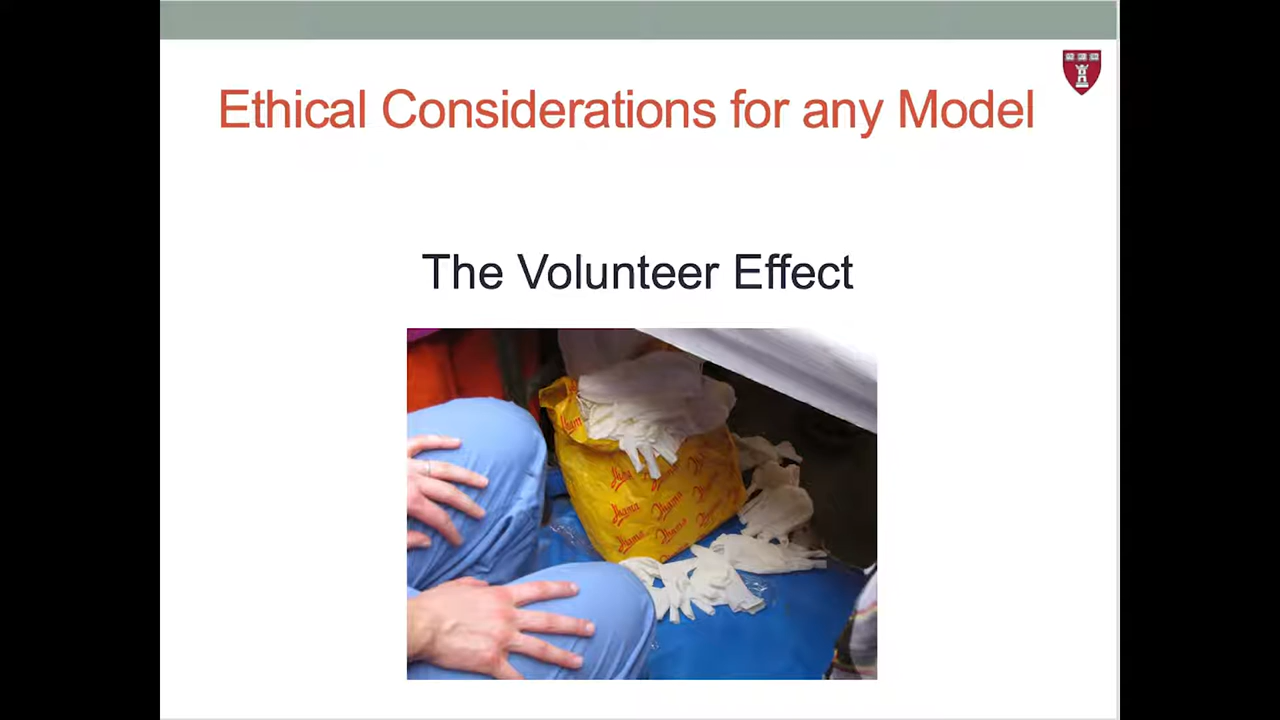 Ethical Considerations for any Model
The Volunteer Effect